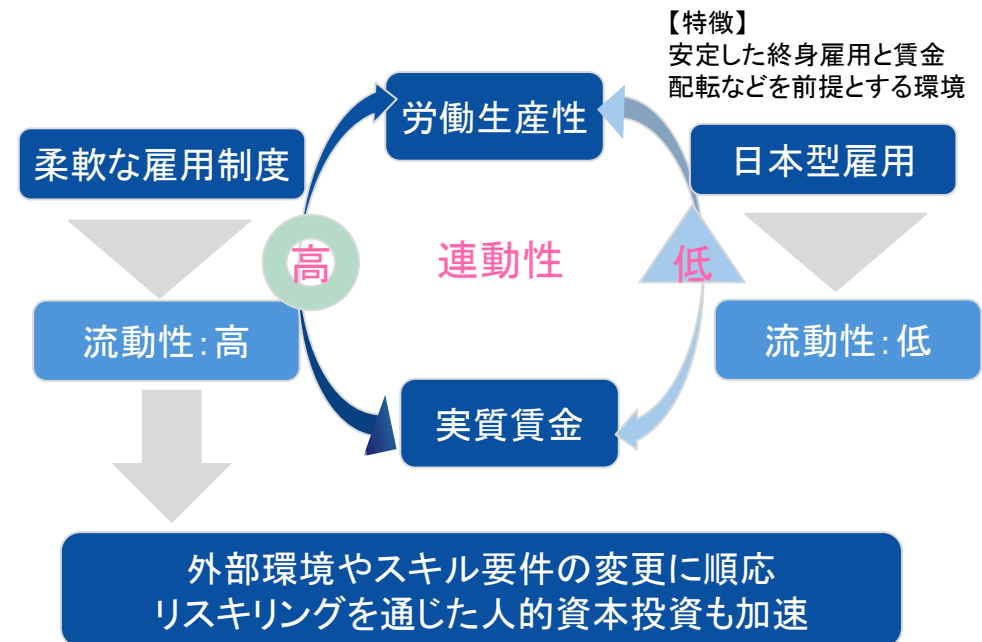 【特徴】
安定した終身雇用と賃金
配転などを前提とする環境
労働生産性
柔軟な雇用制度
日本型雇用
高
連動性
低
流動性：高
流動性：低
実質賃金
外部環境やスキル要件の変更に順応
リスキリングを通じた人的資本投資も加速